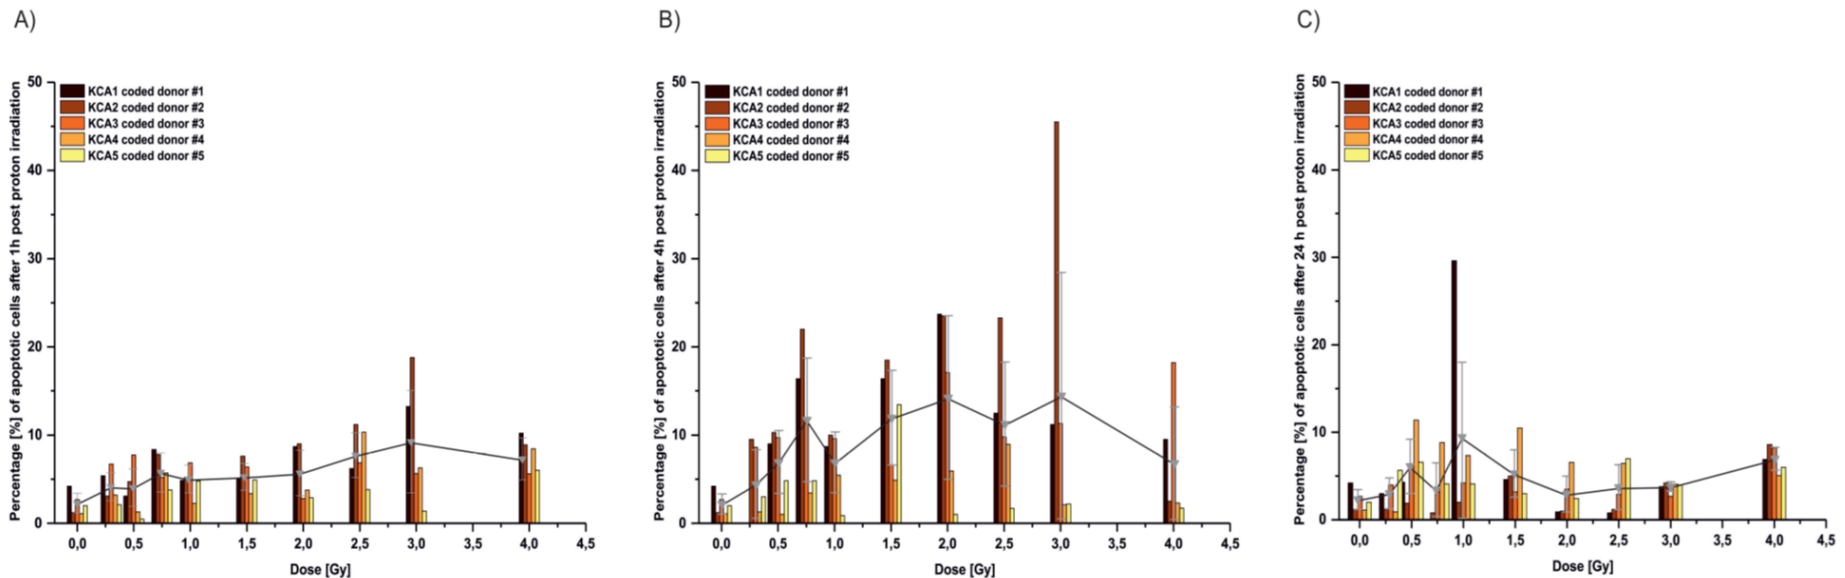 A)
Percentage [%] of apoptotic cells after 1h post proton irradiation
50
40
30
20
10
0
KCA1 coded donor #1
KCA2 coded donor #2
KCA3 coded donor #3
KCA4 coded donor #4
KCA5 coded donor #5
0,0 0,5 1,0 1,5 2,0 2,5 3,0 3,5 4,0 4,5
Dose [Gy]
B)
Percentage [%] of apoptotic cells after 4h post proton irradiation
50
40
30
20
10
0
KCA1 coded donor #1
KCA2 coded donor #2
KCA3 coded donor #3
KCA4 coded donor #4
KCA5 coded donor #5
0,0 0,5 1,0 1,5 2,0 2,5 3,0 3,5 4,0 4,5
Dose [Gy]
C)
Percentage [%] of apoptotic cells after 24 h post proton irradiation
50
40
30
20
10
0
KCA1 coded donor #1
KCA2 coded donor #2
KCA3 coded donor #3
KCA4 coded donor #4
KCA5 coded donor #5
0,0 0,5 1,0 1,5 2,0 2,5 3,0 3,5 4,0 4,5
Dose [Gy]